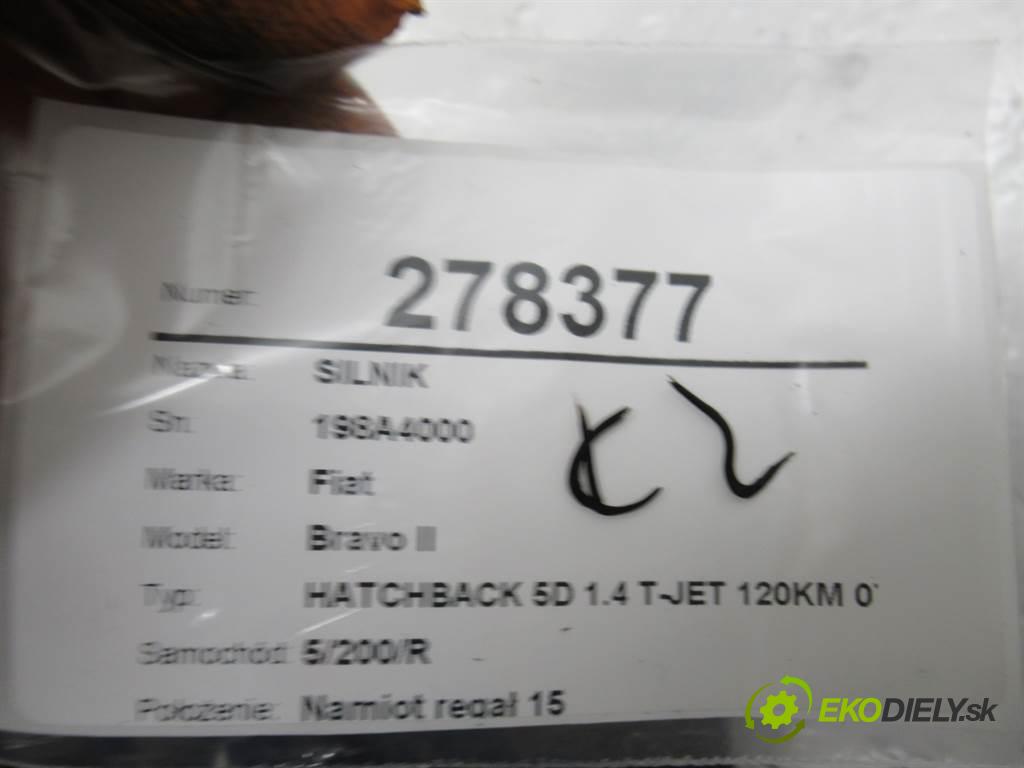 Numer: 278377
Nazwa: SILNIK
Sn: 198A4000
Marka: Fiat
Model: Bravo II
Typ: HATCHBACK 5D 1.4 T-JET 120KM 0
Samochód: 5/200/R
Położenie: Namiot regał 15
EKODIELY.sk